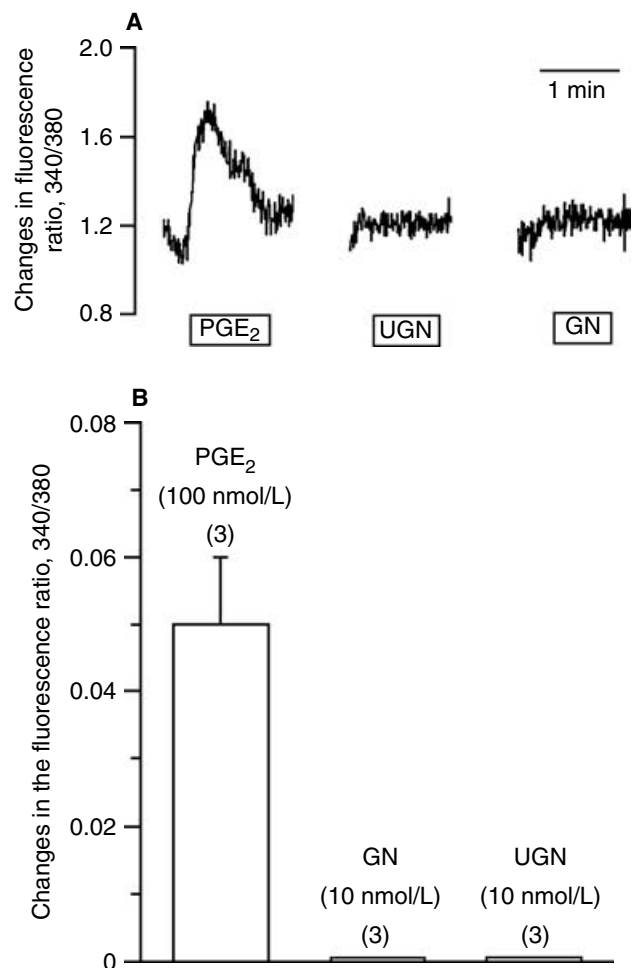 A
Changes in fluorescence
ratio, 340/380
2.0
1.6
1.2
0.8
1 min
PGE₂
UGN
GN
B
Changes in the fluorescence ratio, 340/380
0.08
0.06
0.04
0.02
0
PGE₂
(100 nmol/L)
(3)
GN
(10 nmol/L)
(3)
UGN
(10 nmol/L)
(3)